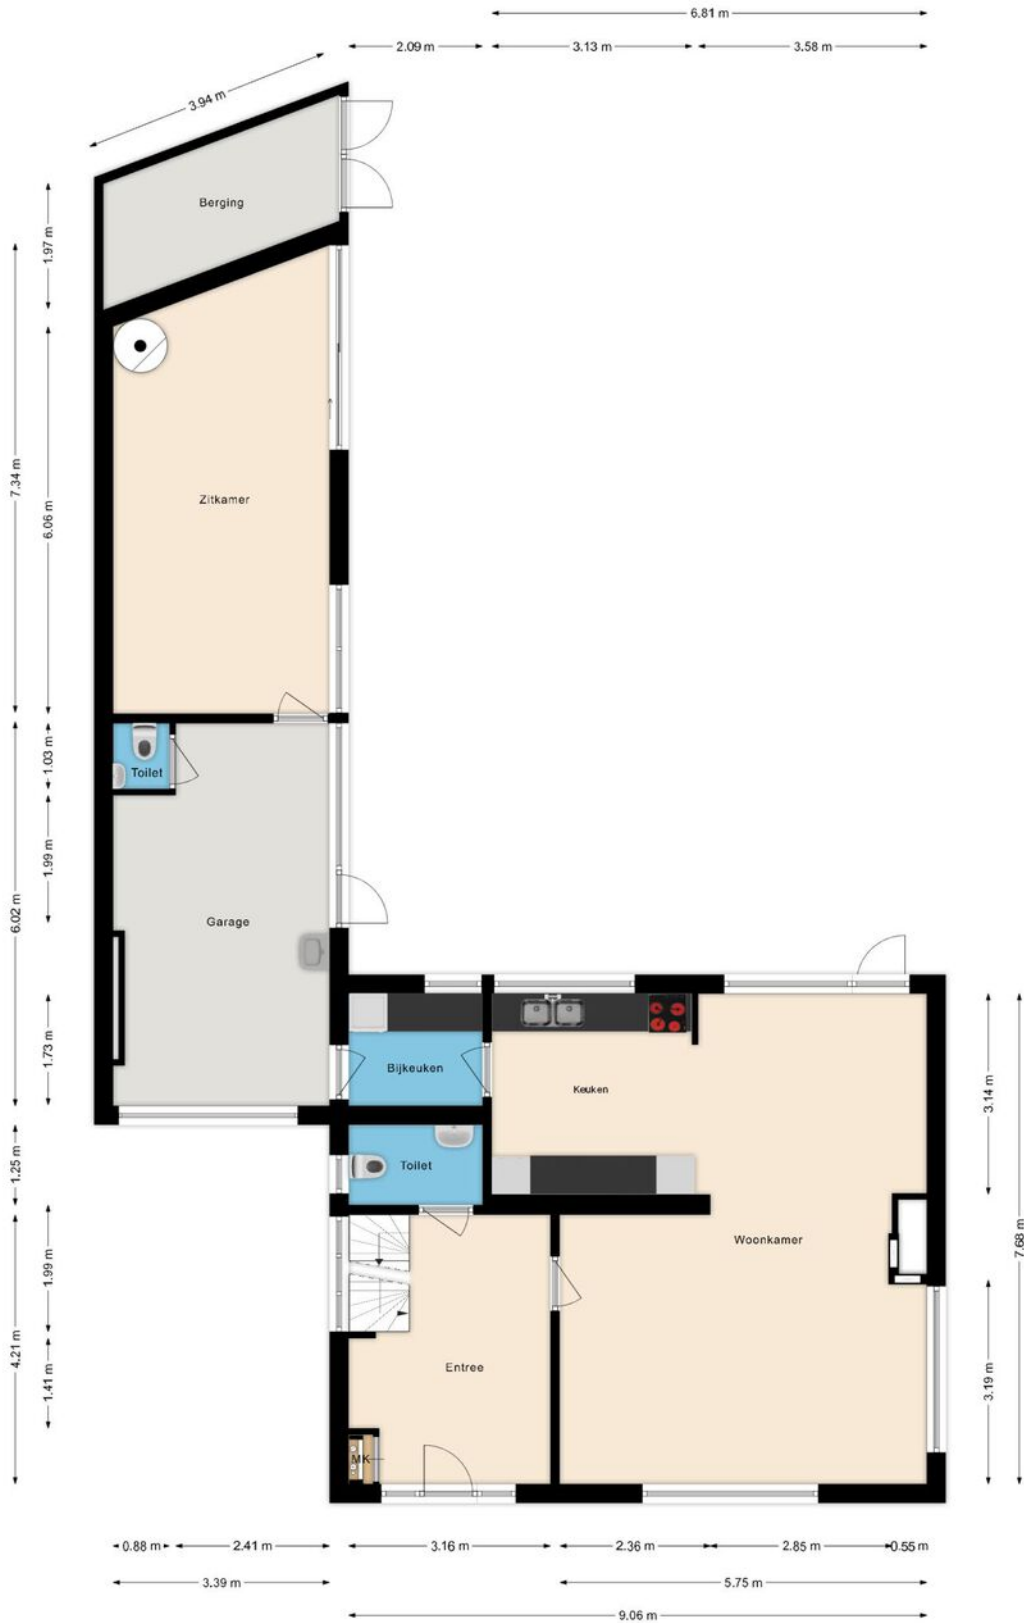 6.81 m
2.09 m
3.13 m
3.58 m
3.94 m
Berging
1.97 m
7.34 m
6.06 m
Zitkamer
1.03 m
Toilet
1.99 m
6.02 m
Garage
1.73 m
Bijkeuken
Keuken
3.14 m
1.25 m
Toilet
Woonkamer
7.68 m
1.99 m
4.21 m
1.41 m
Entree
3.19 m
MK
0.88 m
2.41 m
3.16 m
2.36 m
2.85 m
0.55 m
3.39 m
5.75 m
9.06 m